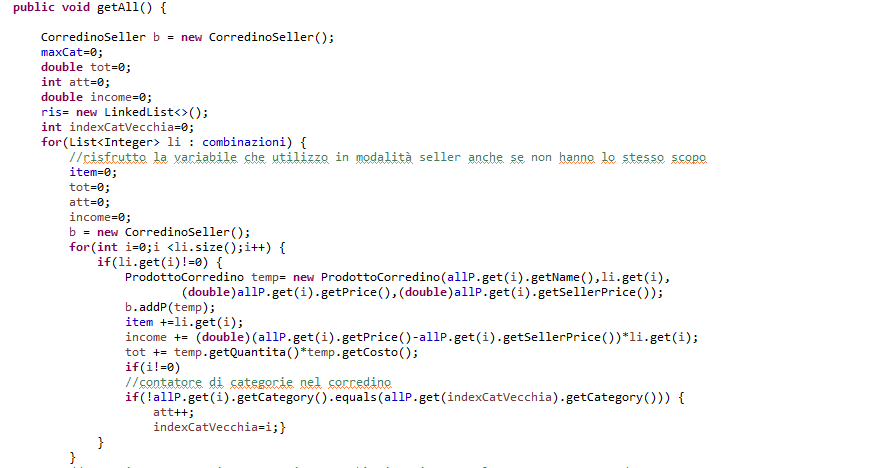 public void getAll() {
CorredinoSeller b = new CorredinoSeller();
maxCat=0;
double tot=0;
int att=0;
double income=0;
ris= new LinkedList<>();
int indexCatVecchia=0;
for(List<Integer> li : combinazioni) {
//risfrutto la variabile che utilizzo in modalità seller anche se non hanno lo stesso scopo
item=0;
tot=0;
att=0;
income=0;
b = new CorredinoSeller();
for(int i=0;i <li.size();i++) {
if(li.get(i)!=0) {
ProdottoCorredino temp= new ProdottoCorredino(allP.get(i).getName(),li.get(i),
(double)allP.get(i).getPrice(),(double)allP.get(i).getSellerPrice());
b.addP(temp);
item +=li.get(i);
income += (double)(allP.get(i).getPrice()-allP.get(i).getSellerPrice())*li.get(i);
tot += temp.getQuantita()*temp.getCosto();
if(i!=0)
//contatore di categorie nel corredino
if(!allP.get(i).getCategory().equals(allP.get(indexCatVecchia).getCategory())) {
att++;
indexCatVecchia=i;}
}
}